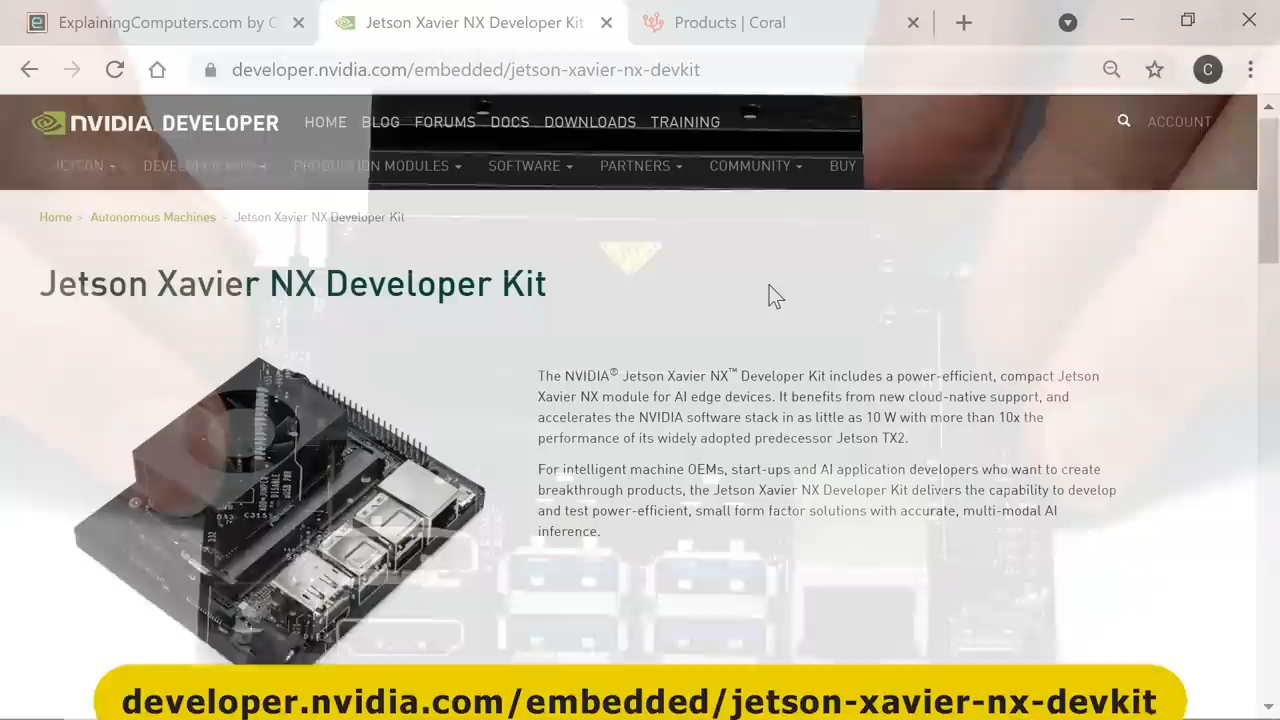 ExplainingComputers.com by C
Jetson Xavier NX Developer Kit
Products | Coral
developer.nvidia.com/embedded/jetson-xavier-nx-devkit
C
NVIDIA DEVELOPER
HOME BLOG FORUMS DOCS DOWNLOADS TRAINING
ACCOUNT
JETSON
PRODUCTION MODULES SOFTWARE PARTNERS COMMUNITY BUY
Home > Autonomous Machines > Jetson Xavier NX Developer Kit
Jetson Xavier NX Developer Kit
The NVIDIA® Jetson Xavier NX™ Developer Kit includes a power-efficient, compact Jetson
Xavier NX module for AI edge devices. It benefits from new cloud-native support, and
accelerates the NVIDIA software stack in as little as 10 W with more than 10x the
performance of its widely adopted predecessor Jetson TX2.
For intelligent machine OEMs, start-ups and AI application developers who want to create
breakthrough products, the Jetson Xavier NX Developer Kit delivers the capability to develop
and test power-efficient, small form factor solutions with accurate, multi-modal AI
inference.
developer.nvidia.com/embedded/jetson-xavier-nx-devkit